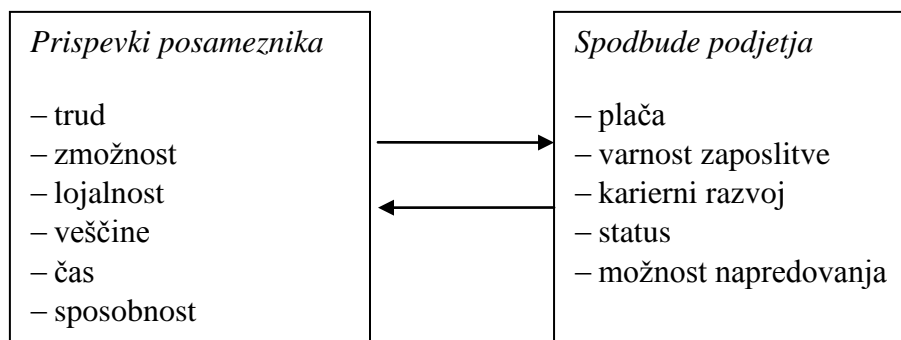 Prispevki posameznika
– trud
– zmožnost
– lojalnost
– veščine
– čas
– sposobnost
Spodbude podjetja
– plača
– varnost zaposlitve
– karierni razvoj
– status
– možnost napredovanja